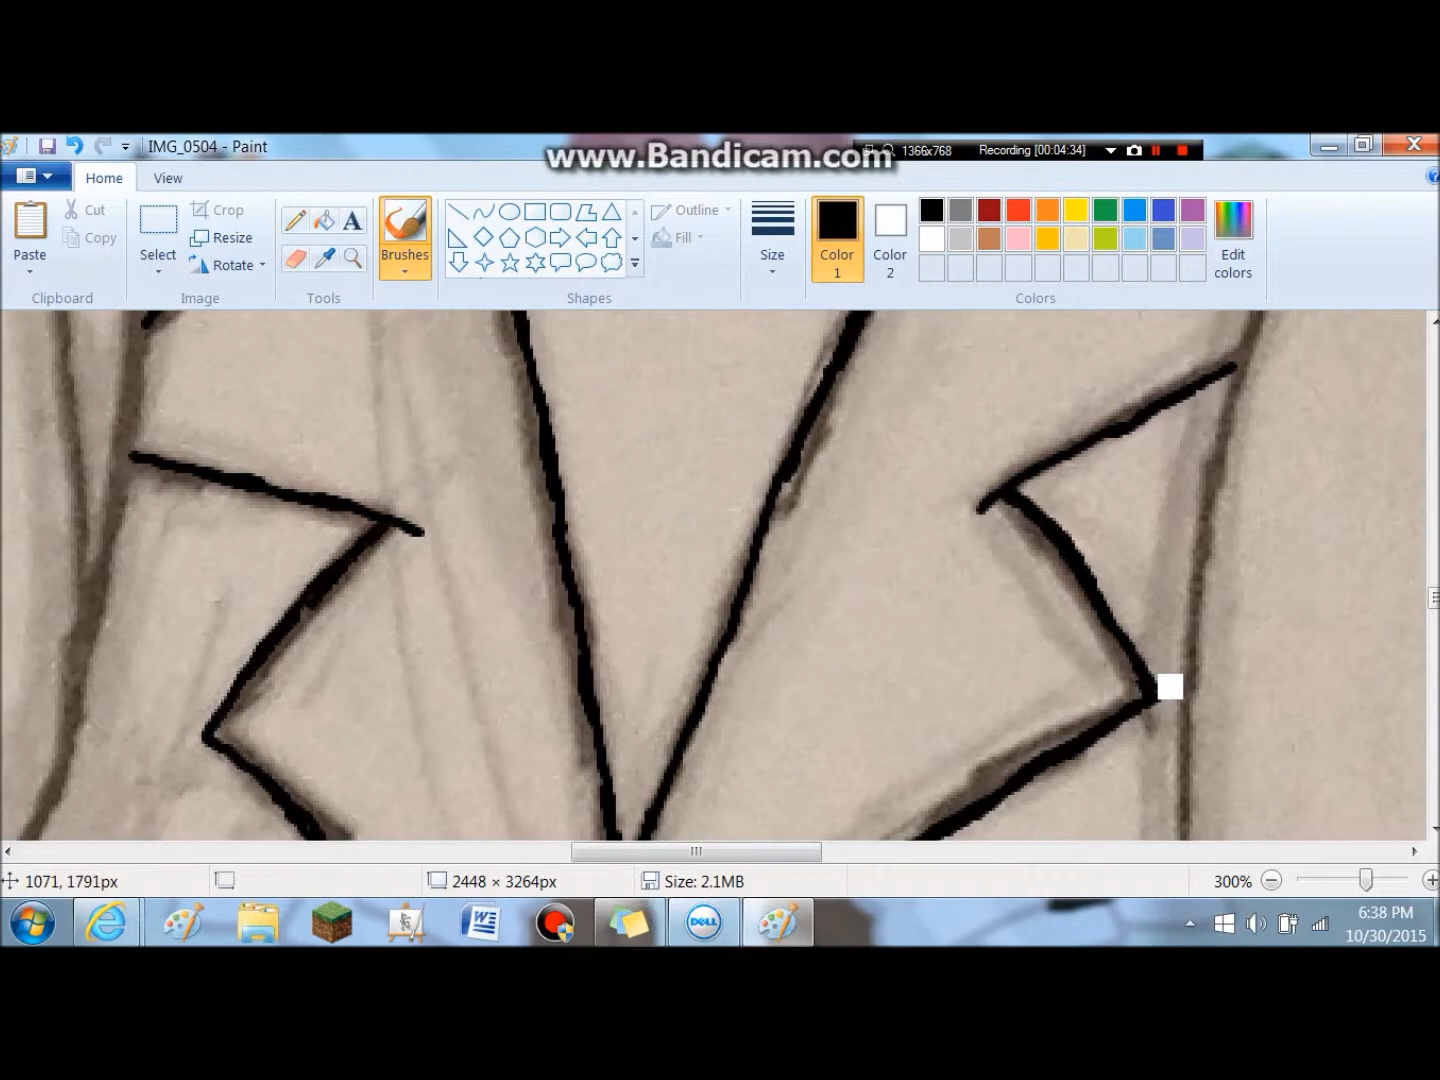 IMG_0504 - Paint
www.Bandicam.com
1366x768
Recording [00:04:34]
Home
View
Paste
Cut
Copy
Clipboard
Select
Crop
Resize
Rotate
Image
A
Tools
Brushes
Outline
Fill
Shapes
Size
Color
1
Color
2
Edit
colors
Colors
1071, 1791px
2448 × 3264px
Size: 2.1MB
300%
W
DELL
6:38 PM
10/30/2015